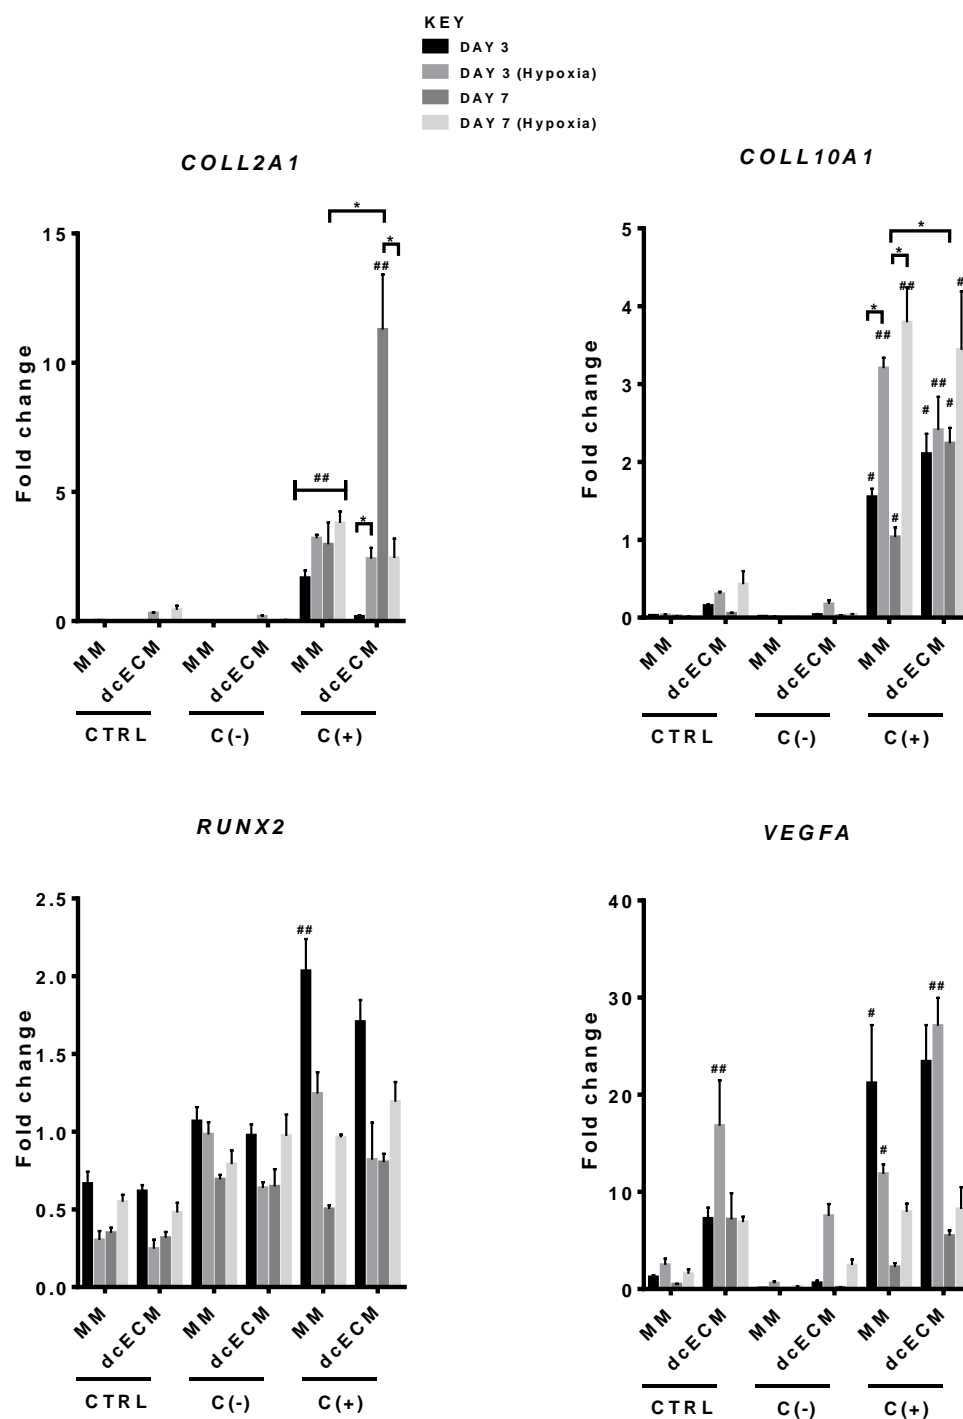 KEY
DAY 3
DAY 3 (Hypoxia)
DAY 7
DAY 7 (Hypoxia)
COLL2A1
Fold change
15
10
5
0
*
*
##
##
*
MM
dcECM
MM
dcECM
MM
dcECM
CTRL
C(-)
C(+)
COLL10A1
Fold change
5
4
3
2
1
0
*
*
##
#
*
##
##
#
#
#
#
MM
dcECM
MM
dcECM
MM
dcECM
CTRL
C(-)
C(+)
RUNX2
Fold change
2.5
2.0
1.5
1.0
0.5
0.0
##
MM
dcECM
MM
dcECM
MM
dcECM
CTRL
C(-)
C(+)
VEGFA
Fold change
40
30
20
10
0
##
#
#
##
MM
dcECM
MM
dcECM
MM
dcECM
CTRL
C(-)
C(+)